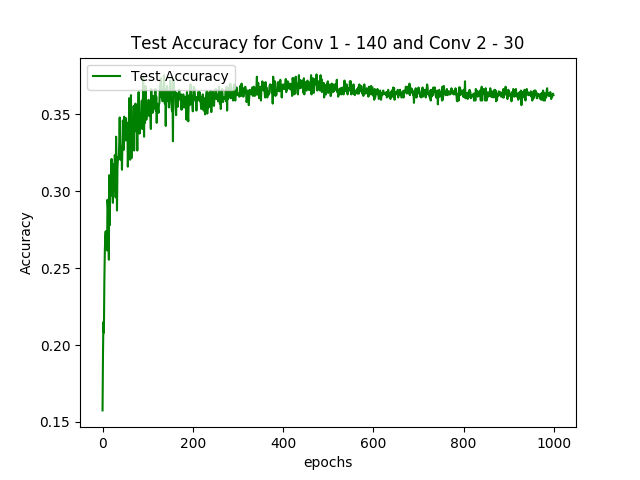 Test Accuracy for Conv 1 - 140 and Conv 2 - 30
Test Accuracy
0.35
0.30
0.25
0.20
0.15
Accuracy
0 200 400 600 800 1000
epochs